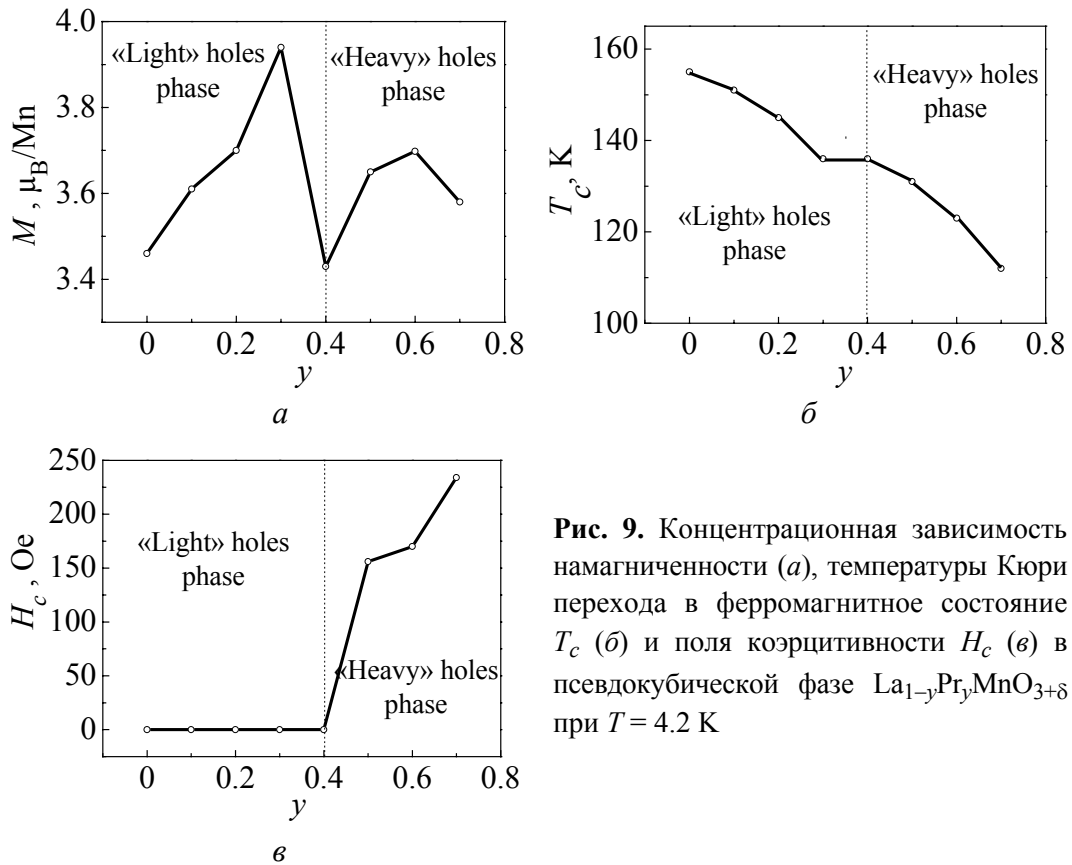 4.0
3.8
3.6
3.4
M , μB/Mn
«Light» holes
phase
«Heavy» holes
phase
0 0.2 0.4 0.6 0.8
y
а
160
140
120
100
Tc, K
«Heavy» holes
phase
«Light» holes
phase
0 0.2 0.4 0.6 0.8
y
б
250
200
150
100
50
0
Hc, Oe
«Light» holes
phase
«Heavy» holes
phase
0 0.2 0.4 0.6 0.8
y
в
Рис. 9. Концентрационная зависимость
намагниченности (а), температуры Кюри
перехода в ферромагнитное состояние
Tc (б) и поля коэрцитивности Hc (в) в
псевдокубической фазе La1–yPryMnO3+δ
при T = 4.2 K